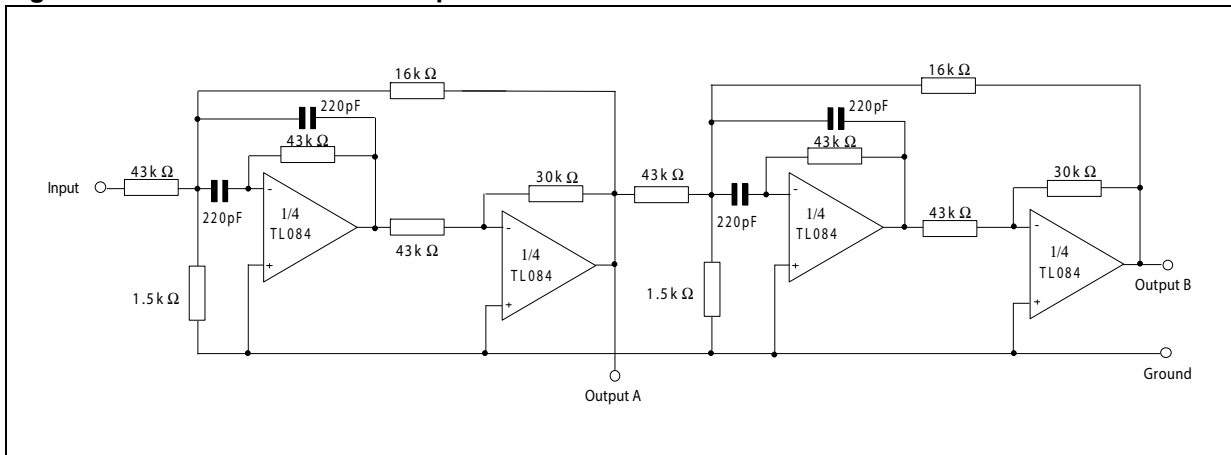 16k Ω
16k Ω
220pF
220pF
43k Ω
43k Ω
43k Ω
Input
30k Ω
43k Ω
30k Ω
220pF
220pF
-
-
1/4
TL084
1/4
TL084
43k Ω
43k Ω
-
-
1/4
TL084
1/4
TL084
+
+
1.5k Ω
1.5k Ω
+
+
Output B
Ground
Output A